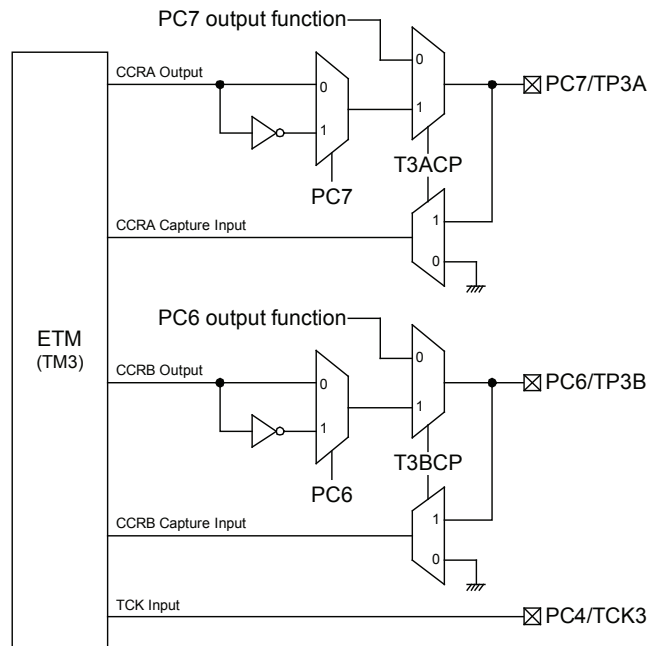 PC7 output function
CCRA Output
0
1
PC7
0
1
T3ACP
PC7/TP3A
CCRA Capture Input
1
0
ETM
(TM3)
PC6 output function
CCRB Output
0
1
PC6
0
1
T3BCP
PC6/TP3B
CCRB Capture Input
1
0
TCK Input
PC4/TCK3